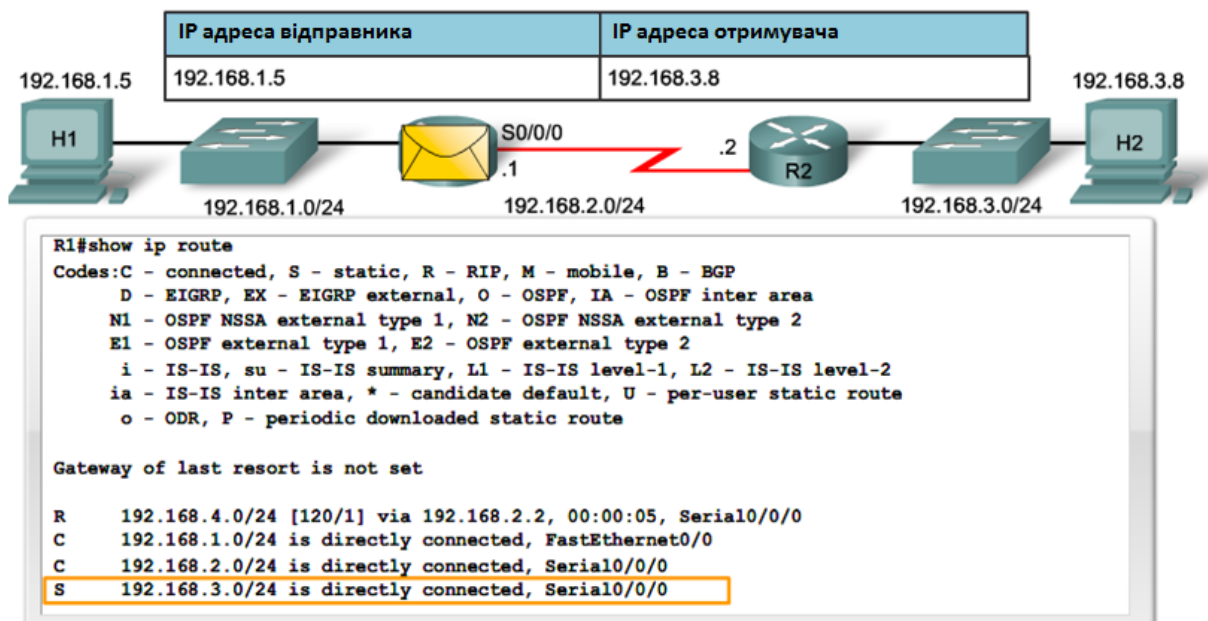 IP адреса відправника
IP адреса отримувача
192.168.1.5
192.168.3.8
192.168.1.5
192.168.3.8
H1
S0/0/0
.1
.2
R2
H2
192.168.1.0/24
192.168.2.0/24
192.168.3.0/24
R1#show ip route
Codes:C - connected, S - static, R - RIP, M - mobile, B - BGP
D - EIGRP, EX - EIGRP external, O - OSPF, IA - OSPF inter area
N1 - OSPF NSSA external type 1, N2 - OSPF NSSA external type 2
E1 - OSPF external type 1, E2 - OSPF external type 2
i - IS-IS, su - IS-IS summary, L1 - IS-IS level-1, L2 - IS-IS level-2
ia - IS-IS inter area, * - candidate default, U - per-user static route
o - ODR, P - periodic downloaded static route
Gateway of last resort is not set
R 192.168.4.0/24 [120/1] via 192.168.2.2, 00:00:05, Serial0/0/0
C 192.168.1.0/24 is directly connected, FastEthernet0/0
C 192.168.2.0/24 is directly connected, Serial0/0/0
S 192.168.3.0/24 is directly connected, Serial0/0/0